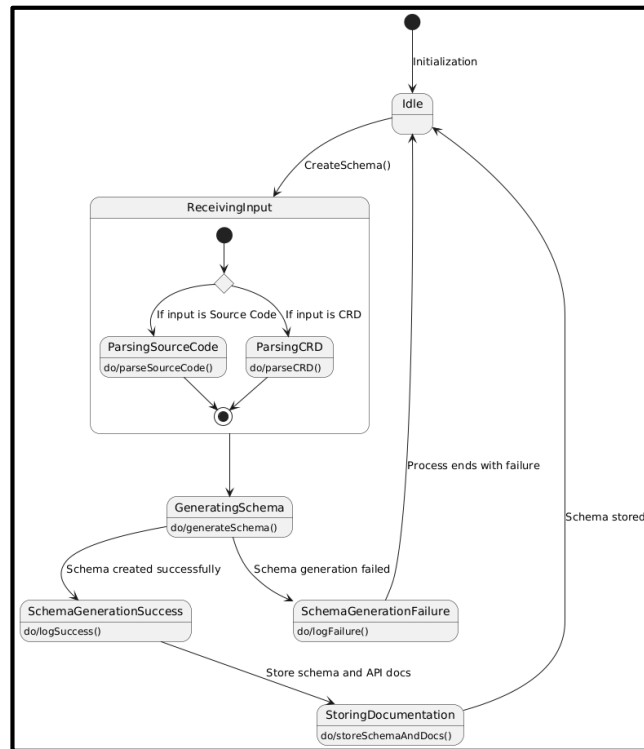 Initialization
Idle
CreateSchema()
ReceivingInput
If input is Source Code
If input is CRD
ParsingSourceCode
do/parseSourceCode()
ParsingCRD
do/parseCRD()
Process ends with failure
Schema stored
GeneratingSchema
do/generateSchema()
Schema created successfully
Schema generation failed
SchemaGenerationSuccess
do/logSuccess()
SchemaGenerationFailure
do/logFailure()
Store schema and API docs
StoringDocumentation
do/storeSchemaAndDocs()